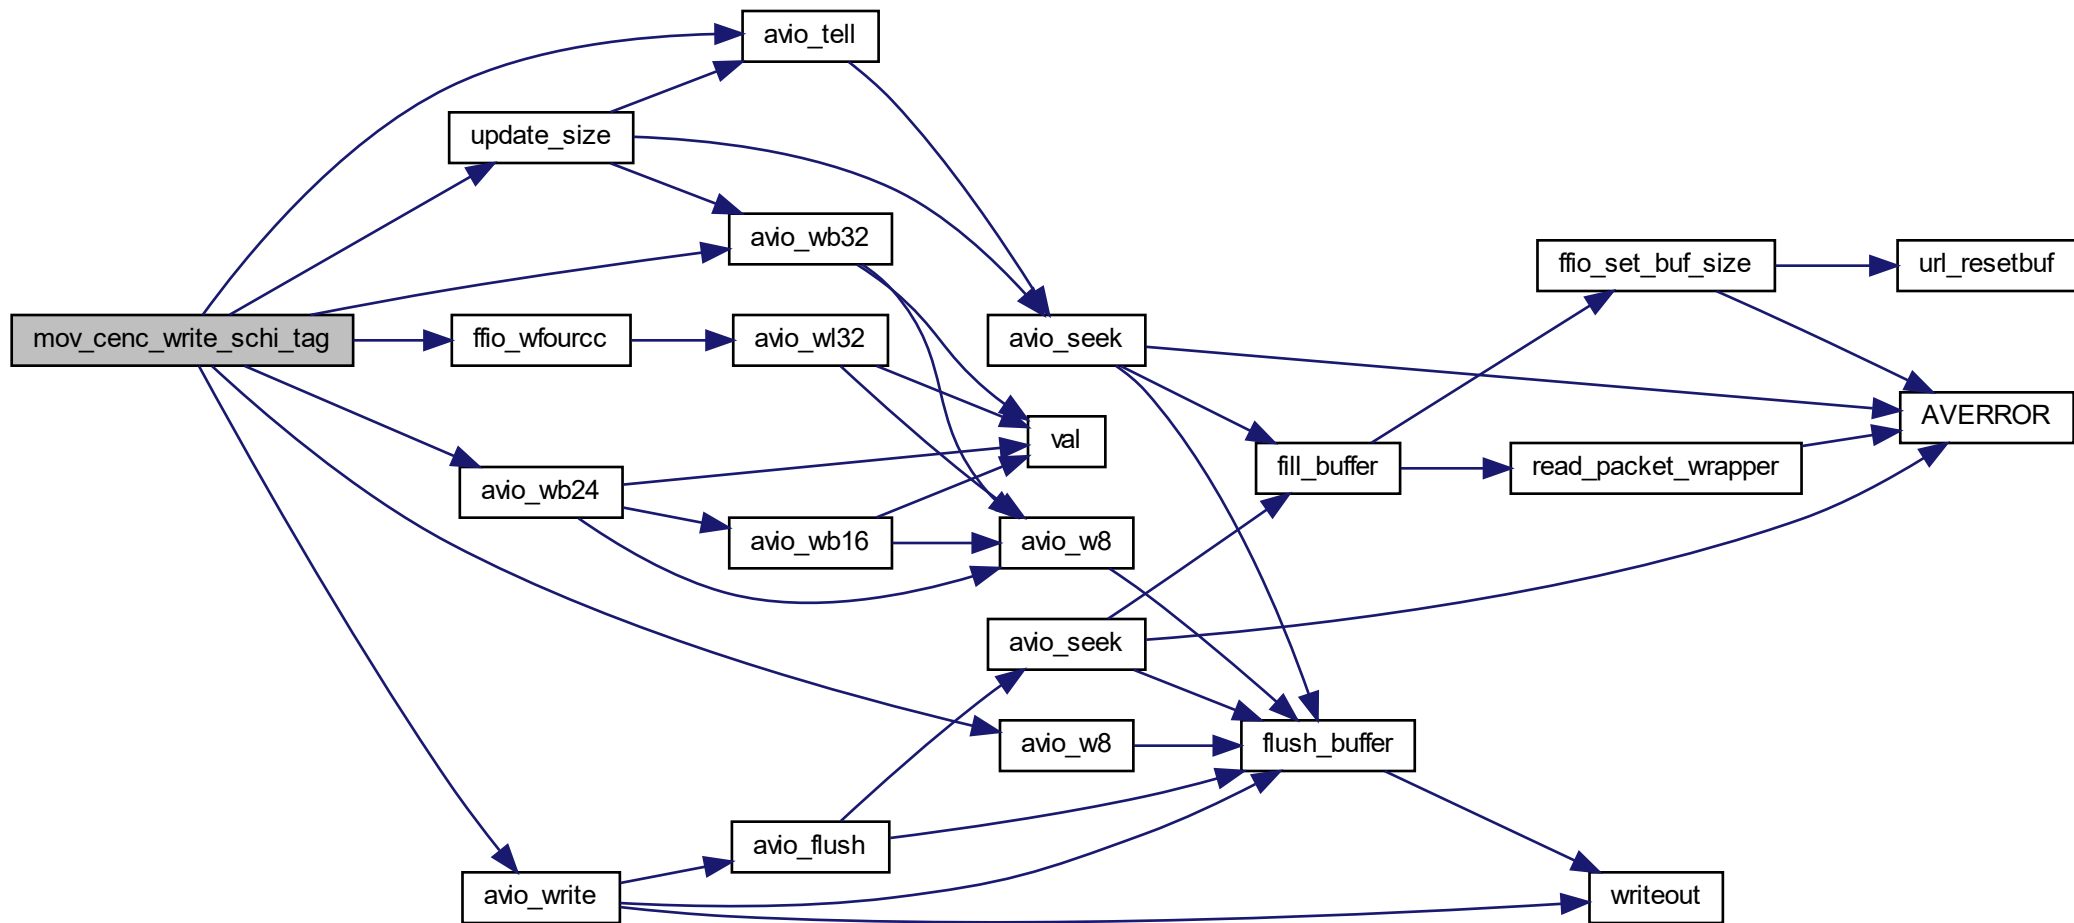 avio_tell
update_size
avio_wb32
ffio_set_buf_size
url_resetbuf
mov_cenc_write_schi_tag
ffio_wfourcc
avio_wl32
avio_seek
val
AVERROR
avio_wb24
fill_buffer
read_packet_wrapper
avio_wb16
avio_w8
avio_seek
avio_w8
flush_buffer
avio_flush
avio_write
writeout